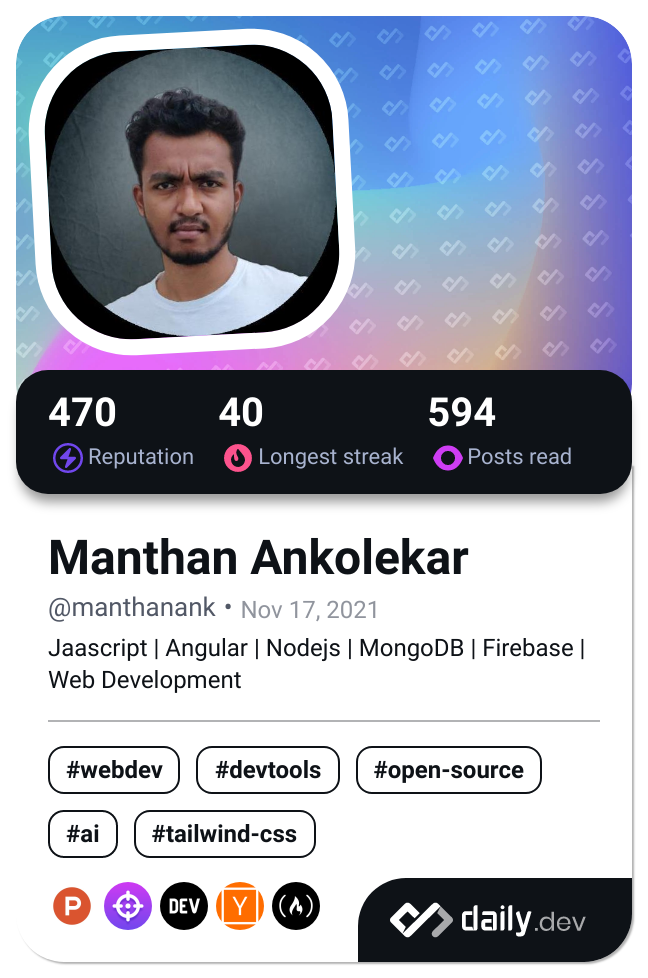 470 40 594
Reputation Longest streak Posts read
Manthan Ankolekar
@manthanank • Nov 17, 2021
Jaascript | Angular | Nodejs | MongoDB | Firebase |
Web Development
#webdev #devtools #open-source
#ai #tailwind-css
P DEV Y
daily.dev